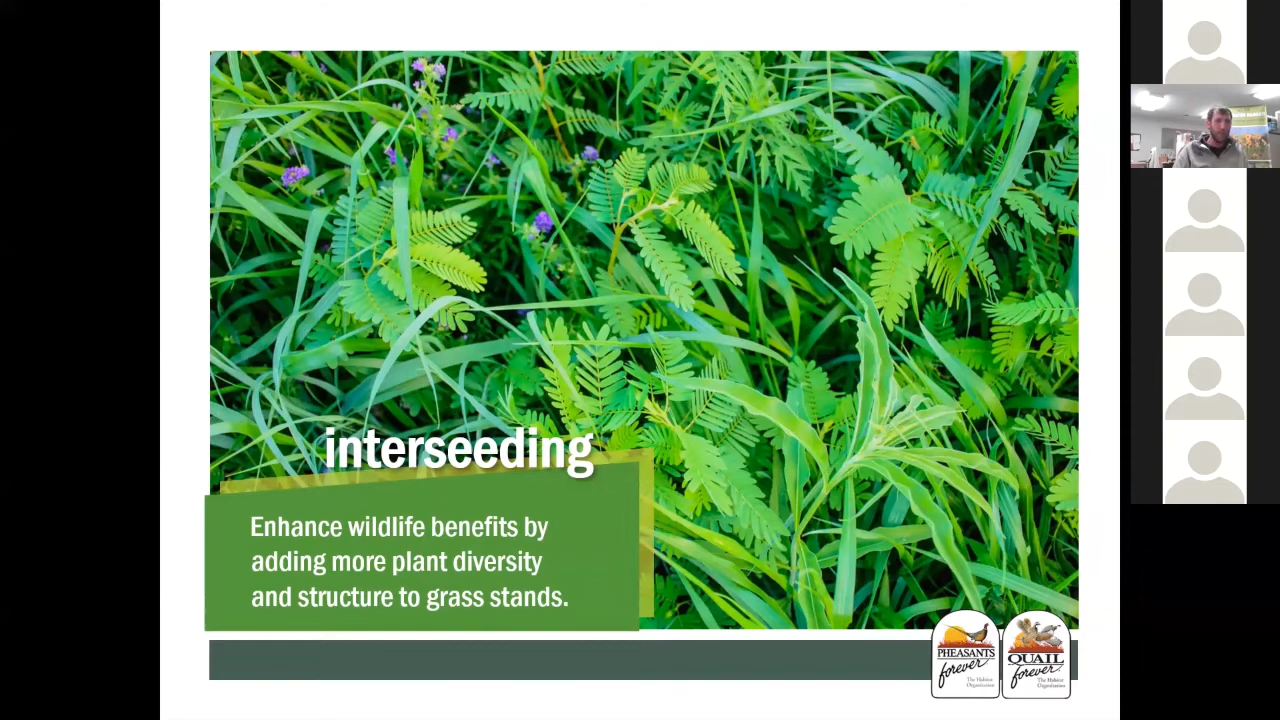 interseeding
Enhance wildlife benefits by
adding more plant diversity
and structure to grass stands.
PHEASANTS
forever
The Habitat
Organization
QUAIL
forever
The Habitat
Organization